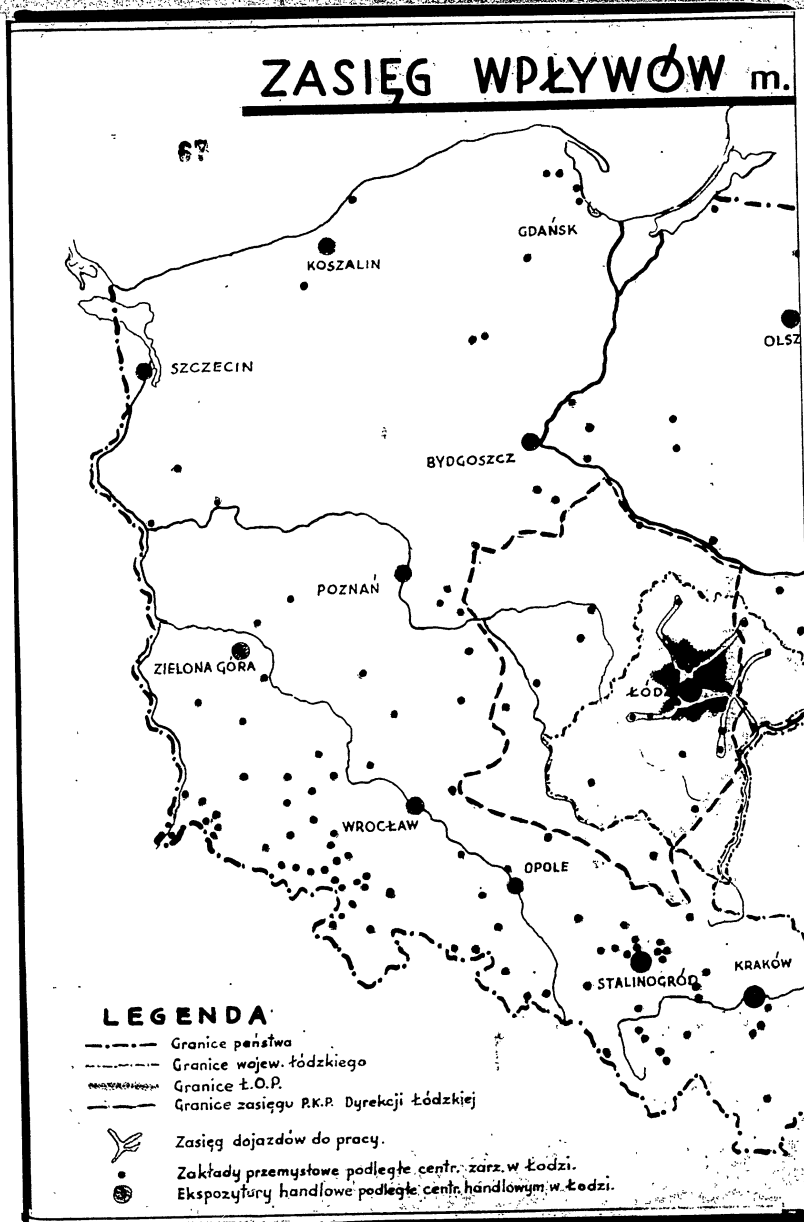 ZASIĘG WPŁYWÓW m.
67
GDAŃSK
KOSZALIN
OLSZ
SZCZECIN
BYDGOSZCZ
POZNAŃ
ZIELONA GÓRA
ŁÓDŹ
WROCŁAW
OPOLE
STALINOGRÓD
KRAKÓW
LEGENDA
Granice państwa
Granice wojew. łódzkiego
Granice Ł.O.P.
Granice zasięgu P.K.P. Dyrekcji Łódzkiej
Zasięg dojazdów do pracy.
Zakłady przemysłowe podległe centr. zarz. w Łodzi.
Ekspozytury handlowe podległe centr. handlowym w Łodzi.